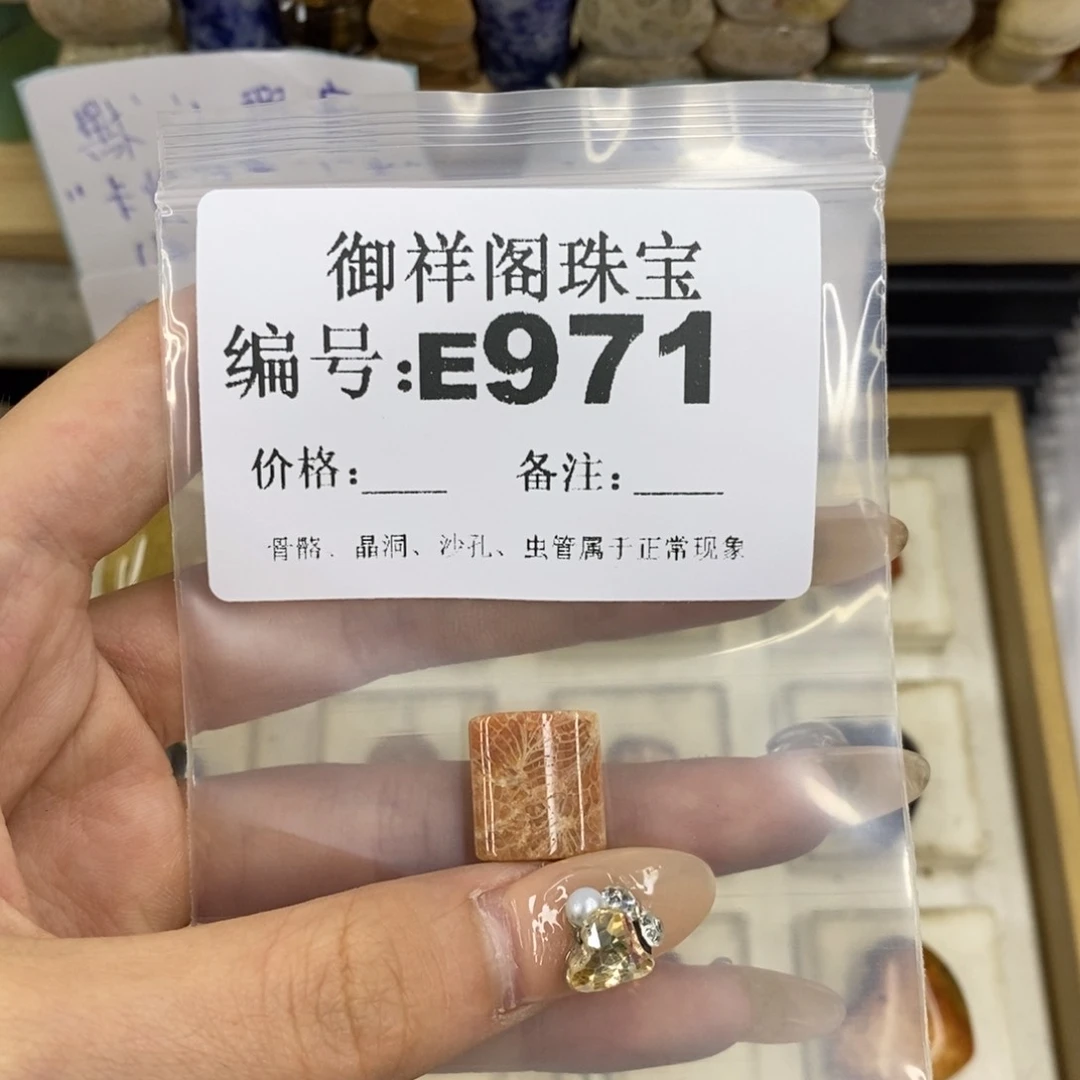 御祥阁珠宝
编号:E971
价格:____ 备注:____
骨骼、晶洞、沙孔、虫管属于正常现象